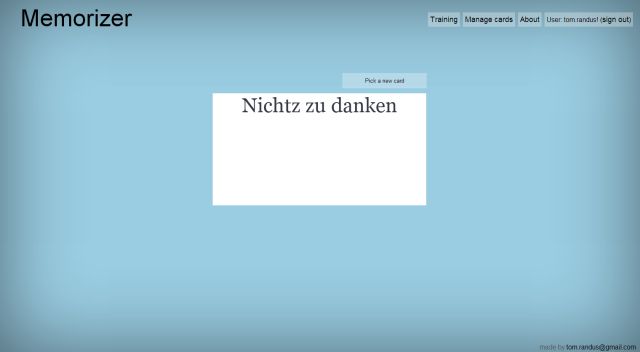 Memorizer
Training Manage cards About User: tom.randus! (sign out)
Pick a new card
Nichtz zu danken
made by tom.randus@gmail.com